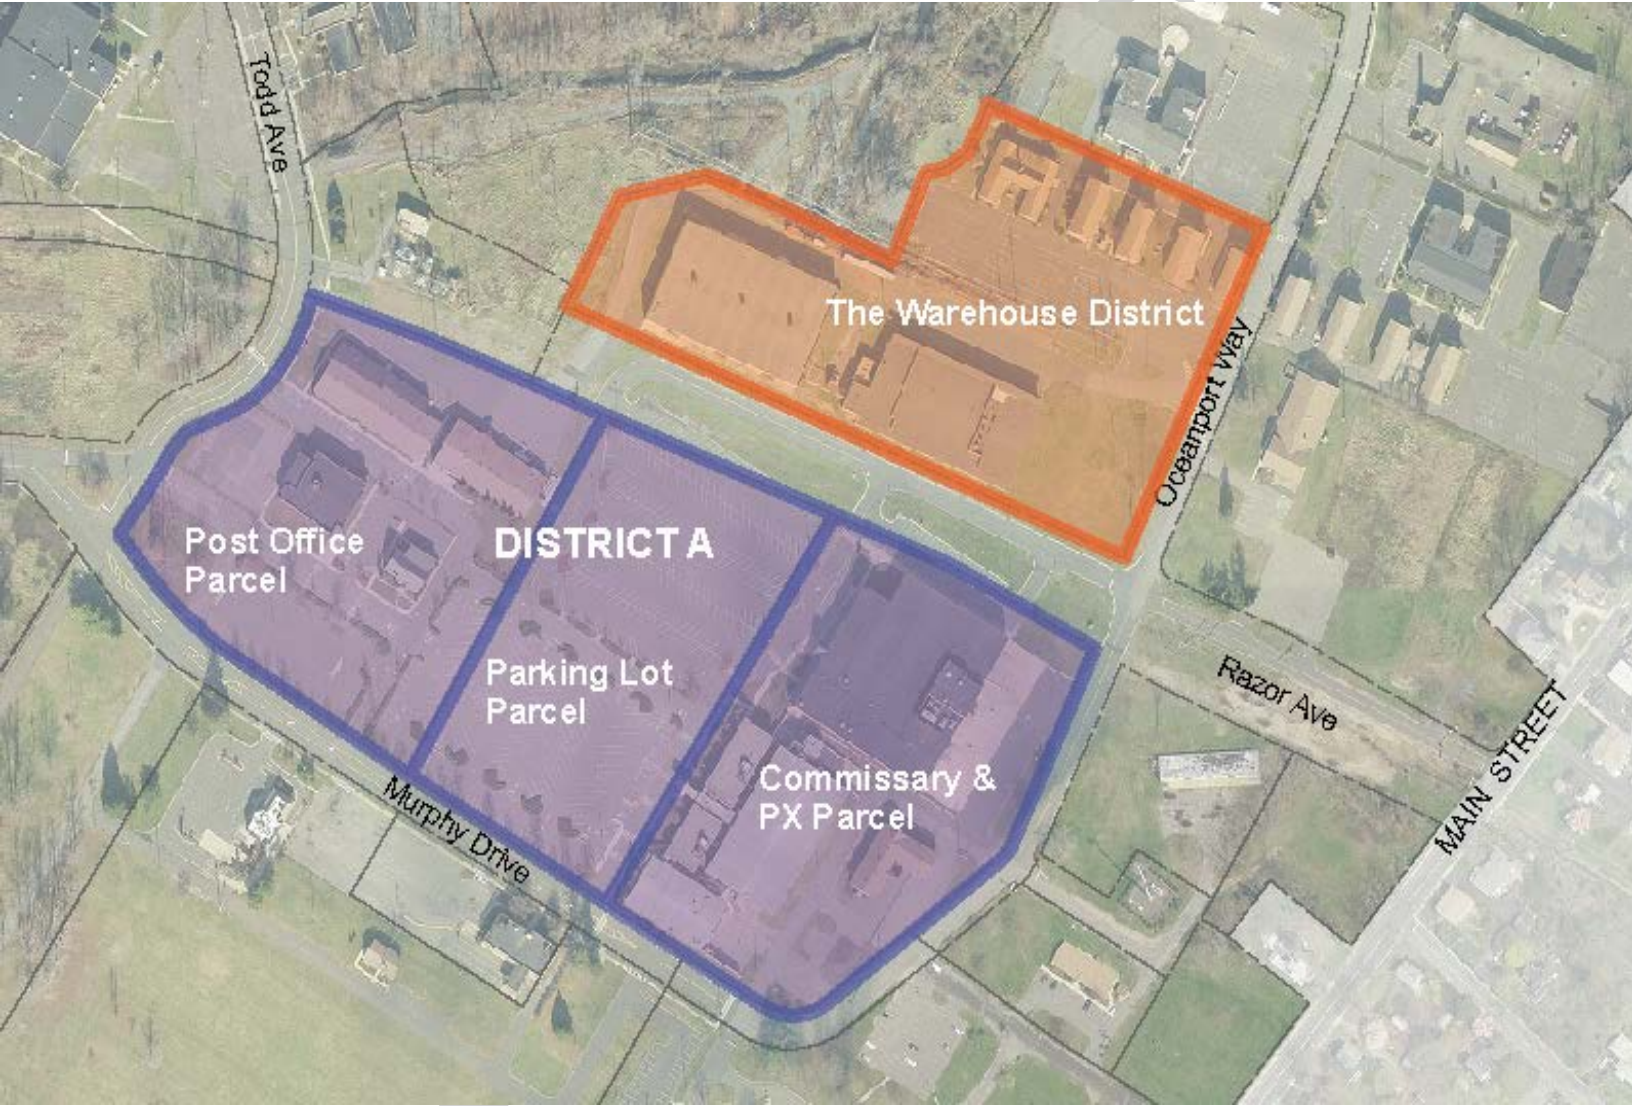 Todd Ave
The Warehouse District
Oceanport Way
Post Office
Parcel
DISTRICT A
Parking Lot
Parcel
Razor Ave
MAIN STREET
Commissary &
PX Parcel
Murphy Drive